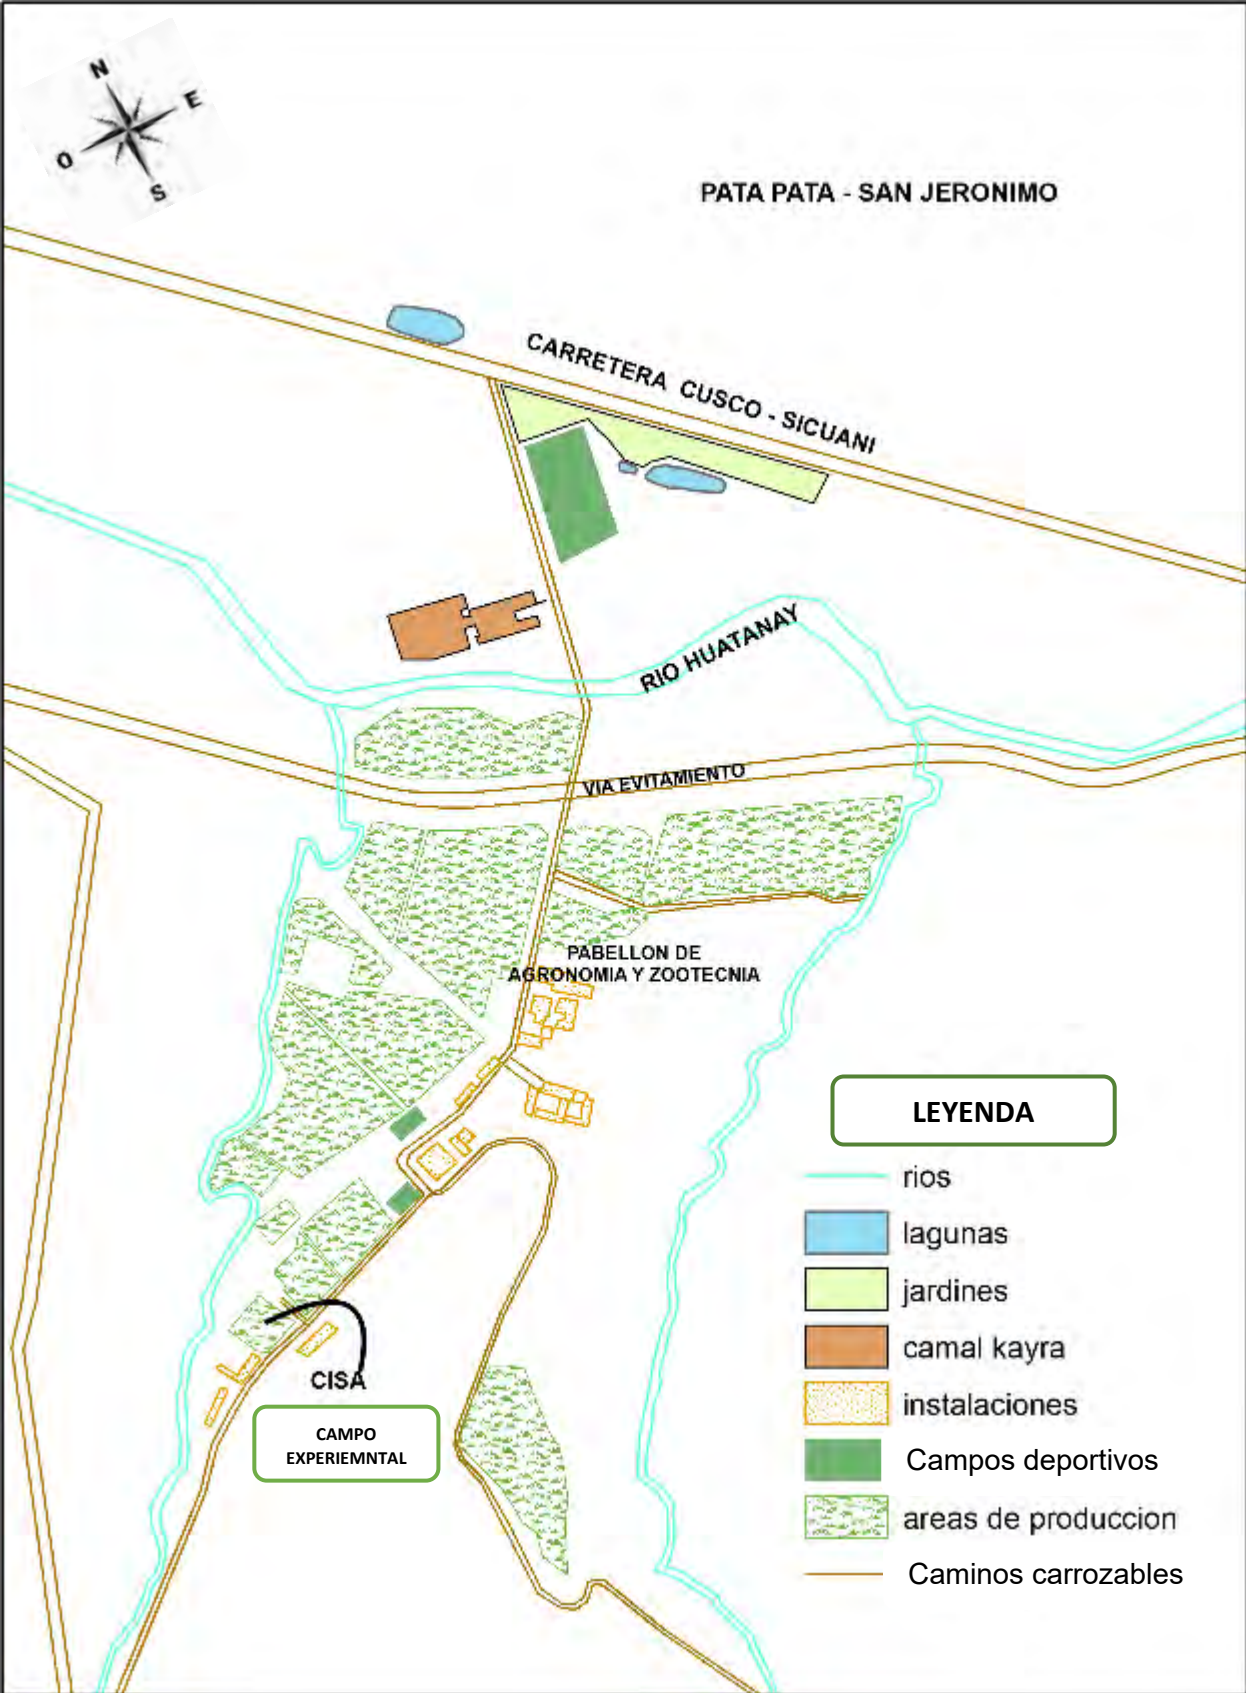 N
E
O
S
PATA PATA - SAN JERONIMO
CARRETERA CUSCO - SICUANI
RIO HUATANAY
VIA EVITAMIENTO
PABELLON DE
AGRONOMIA Y ZOOTECNIA
LEYENDA
rios
lagunas
jardines
camal kayra
instalaciones
Campos deportivos
areas de produccion
Caminos carrozables
CISA
CAMPO
EXPERIEMNTAL